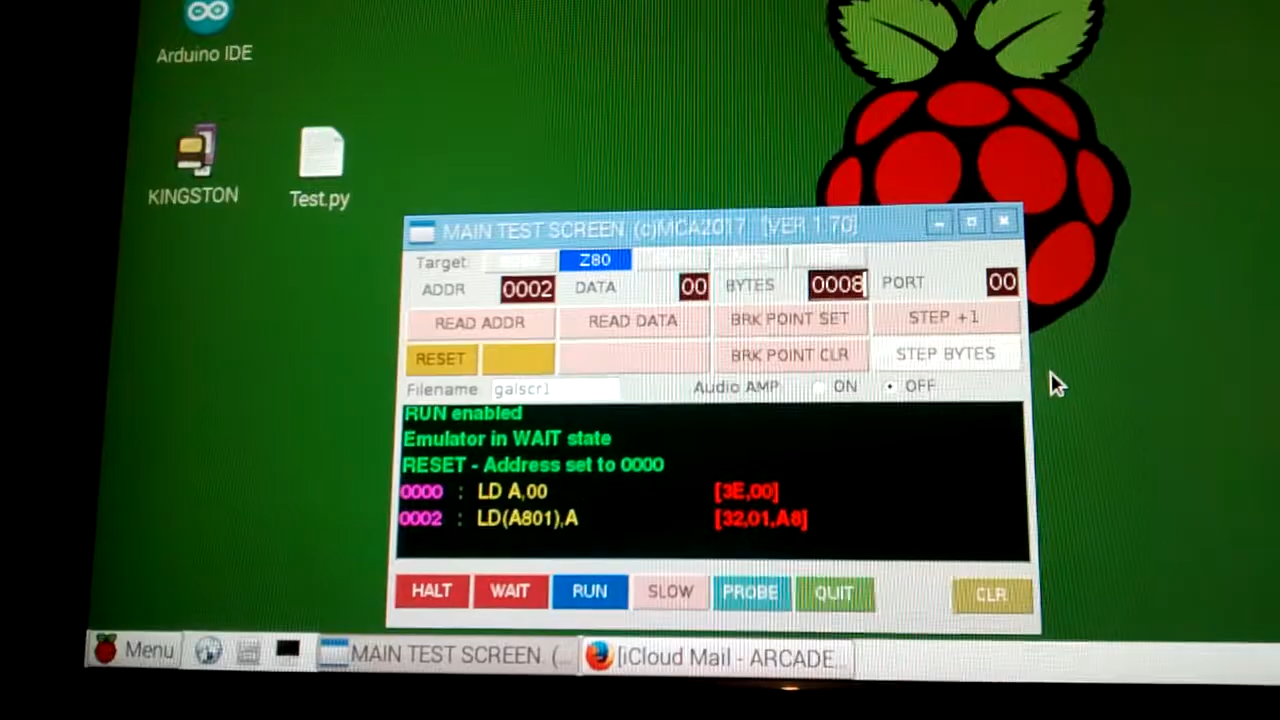 Arduino IDE
KINGSTON
Test.py
MAIN TEST SCREEN (c)MCA2017 [VER 1.70]
Target: Z80
ADDR 0002 DATA 00 BYTES 0008 PORT 00
READ ADDR READ DATA BRK POINT SET STEP +1
RESET BRK POINT CLR STEP BYTES
Filename galscr1 Audio AMP ON OFF
RUN enabled
Emulator in WAIT state
RESET - Address set to 0000
0000 : LD A,00 [3E,00]
0002 : LD(A801),A [32,01,A8]
HALT WAIT RUN SLOW PROBE QUIT CLR
Menu MAIN TEST SCREEN (... [iCloud Mail - ARCADE...